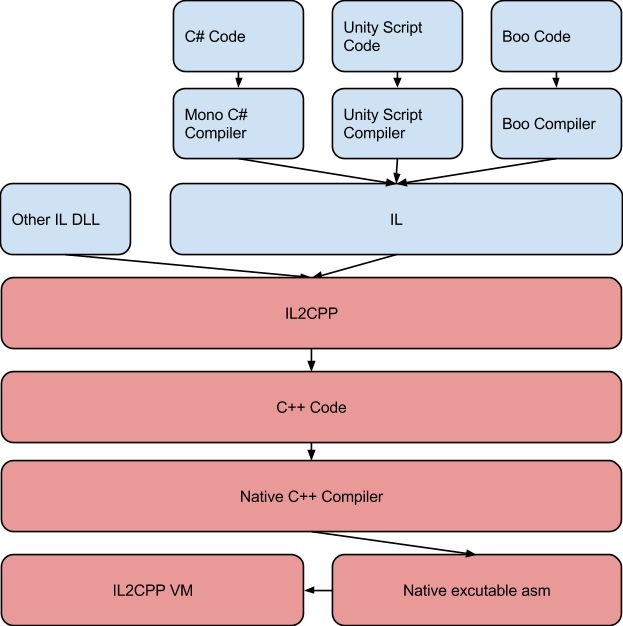 C# Code
Unity Script
Code
Boo Code
Mono C#
Compiler
Unity Script
Compiler
Boo Compiler
Other IL DLL
IL
IL2CPP
C++ Code
Native C++ Compiler
IL2CPP VM
Native excutable asm